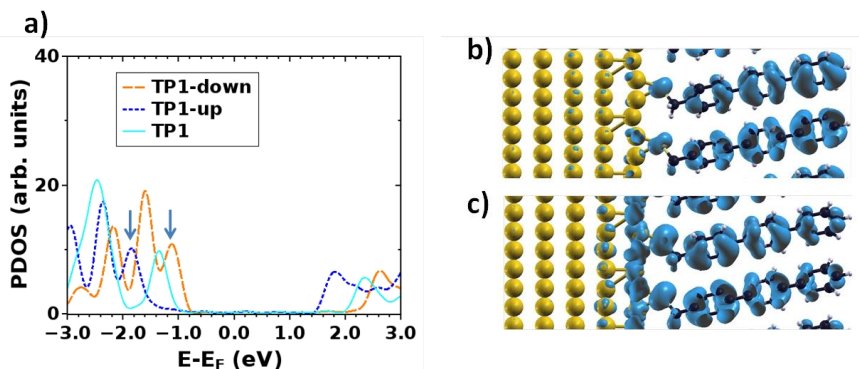 a)
40
20
0
PDOS (arb. units)
TP1-down
TP1-up
TP1
−3.0 −2.0 −1.0 0.0 1.0 2.0 3.0
E-E_F (eV)
b)
c)